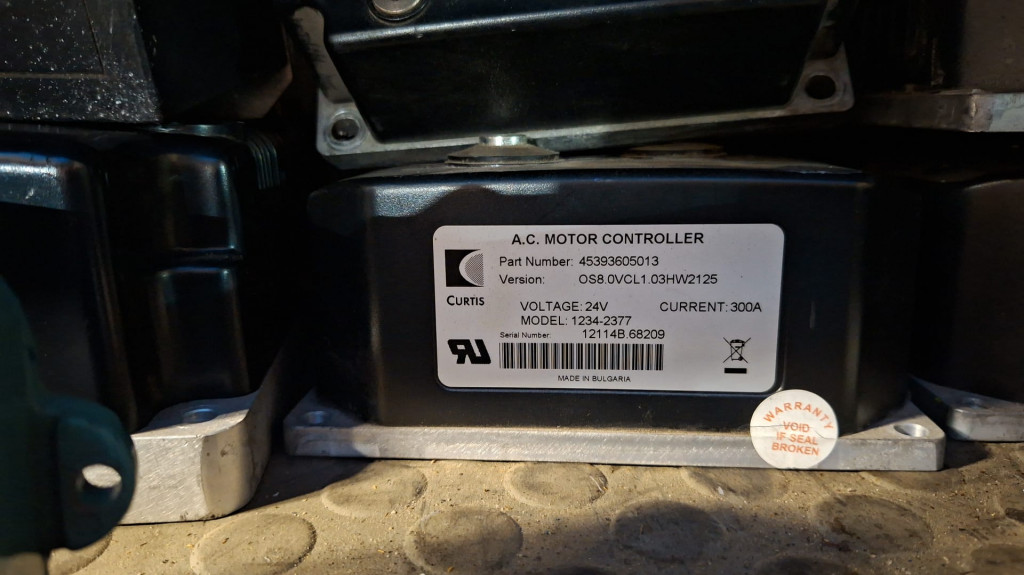 A.C. MOTOR CONTROLLER
Part Number: 45393605013
Version: OS8.0VCL1.03HW2125
CURTIS
VOLTAGE: 24V CURRENT: 300A
MODEL: 1234-2377
Serial Number: 12114B.68209
MADE IN BULGARIA
WARRANTY
VOID
IF SEAL
BROKEN